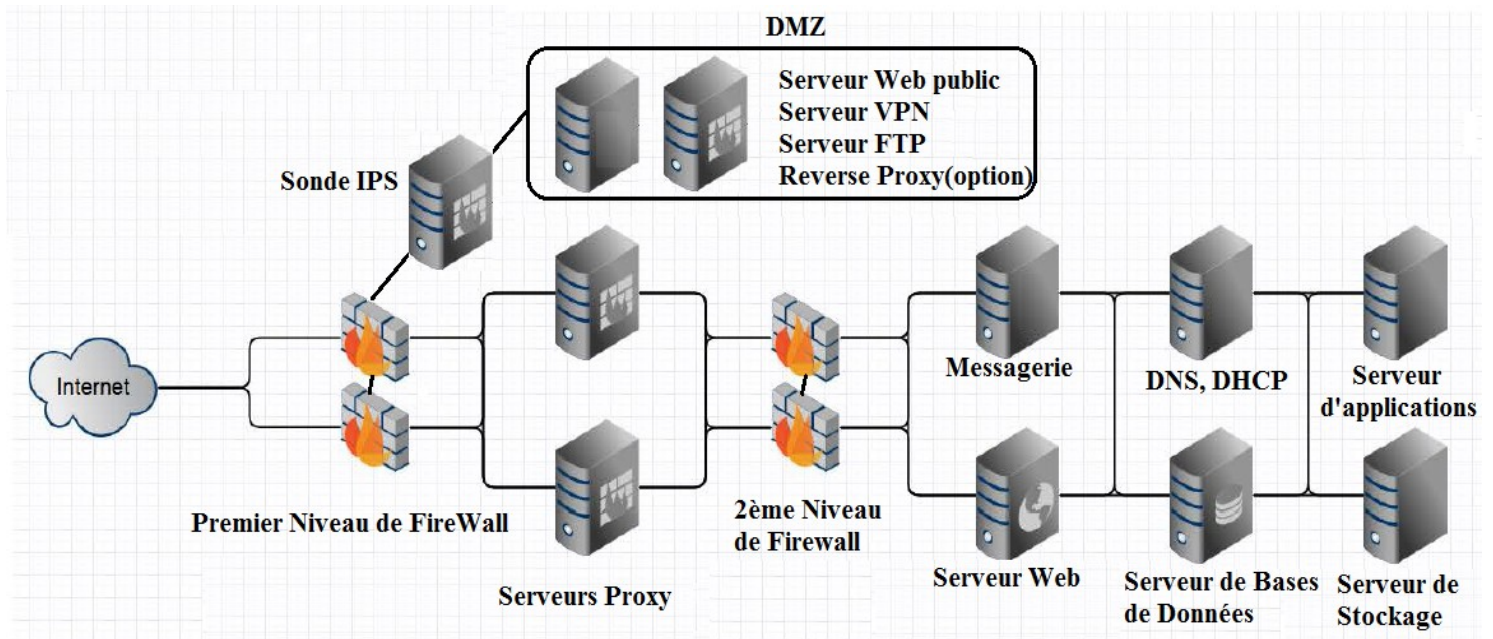 DMZ
Serveur Web public
Serveur VPN
Serveur FTP
Reverse Proxy(option)
Sonde IPS
Internet
Premier Niveau de FireWall
Serveurs Proxy
2ème Niveau
de Firewall
Messagerie
DNS, DHCP
Serveur
d'applications
Serveur Web
Serveur de Bases
de Données
Serveur de
Stockage